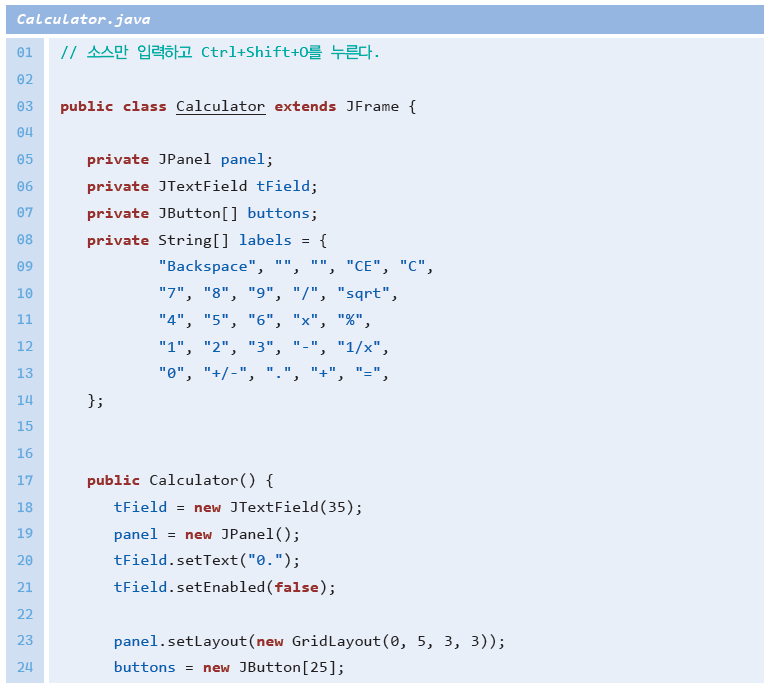 Calculator.java
01 // 소스만 입력하고 Ctrl+Shift+O를 누른다.
02
03 public class Calculator extends JFrame {
04
05 private JPanel panel;
06 private JTextField tField;
07 private JButton[] buttons;
08 private String[] labels = {
09 "Backspace", "", "", "CE", "C",
10 "7", "8", "9", "/", "sqrt",
11 "4", "5", "6", "x", "%",
12 "1", "2", "3", "-", "1/x",
13 "0", "+/-", ".", "+", "=",
14 };
15
16
17 public Calculator() {
18 tField = new JTextField(35);
19 panel = new JPanel();
20 tField.setText("0.");
21 tField.setEnabled(false);
22
23 panel.setLayout(new GridLayout(0, 5, 3, 3));
24 buttons = new JButton[25];